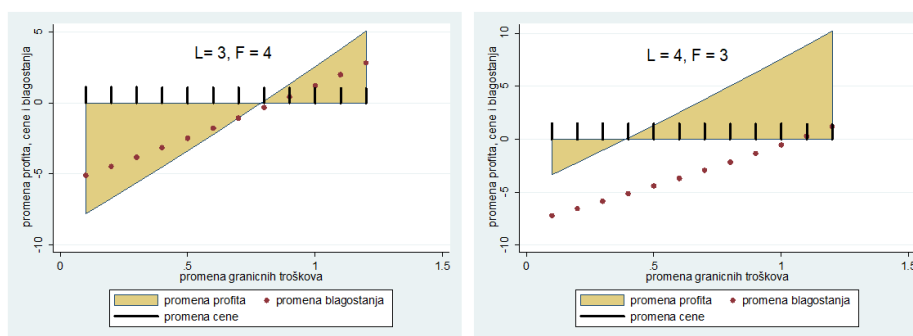 L= 3, F = 4
promena profita, cene i blagostanja
5
0
-5
-10
0
.5
1
1.5
promena granicnih troškova
promena profita
promena blagostanja
promena cene
L = 4, F = 3
promena profita, cene i blagostanja
10
5
0
-5
-10
0
.5
1
1.5
promena granicnih troškova
promena profita
promena blagostanja
promena cene